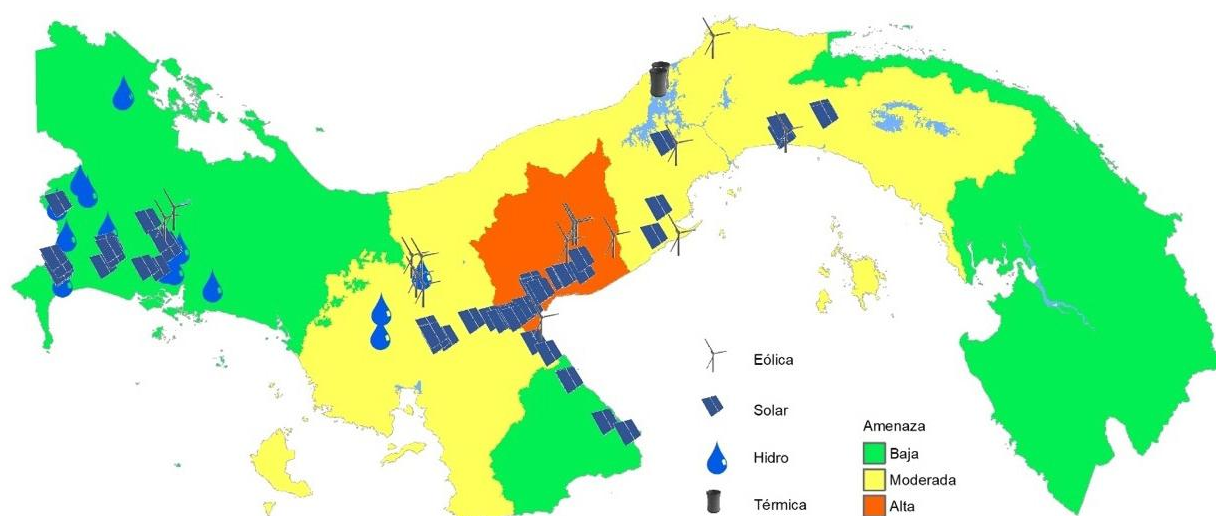 Eólica
Solar
Hidro
Térmica
Amenaza
Baja
Moderada
Alta